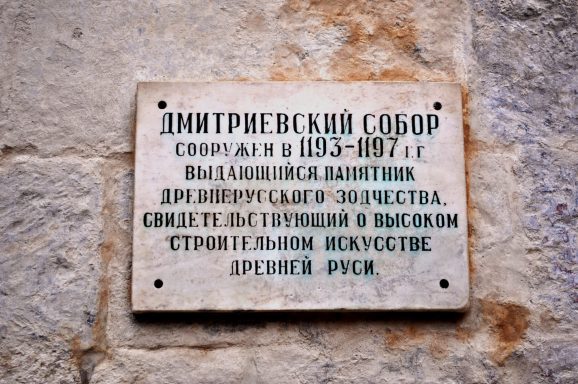 ДМИТРИЕВСКИЙ СОБОР
СООРУЖЕН В 1193-1197 Г.Г
ВЫДАЮЩИЙСЯ ПАМЯТНИК
ДРЕВНЕРУССКОГО ЗОДЧЕСТВА,
СВИДЕТЕЛЬСТВУЮЩИЙ О ВЫСОКОМ
СТРОИТЕЛЬНОМ ИСКУССТВЕ
ДРЕВНЕЙ РУСИ.